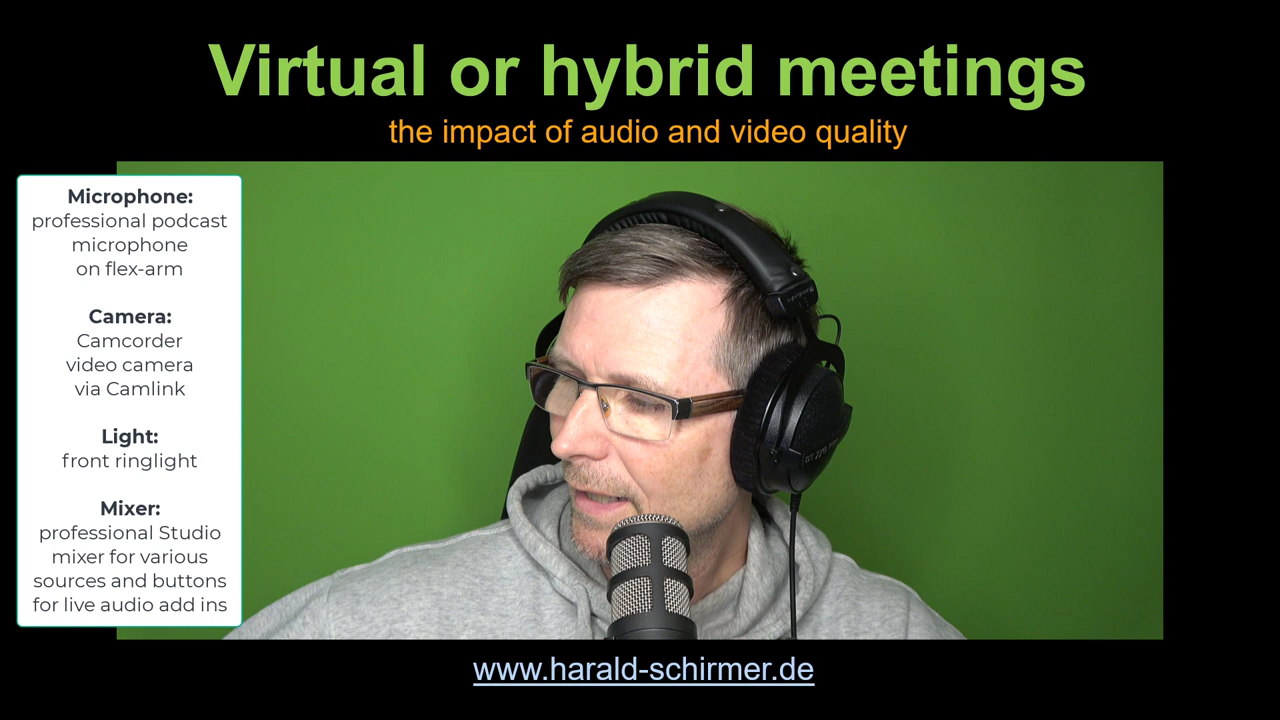 Virtual or hybrid meetings
the impact of audio and video quality
Microphone:
professional podcast
microphone
on flex-arm
Camera:
Camcorder
video camera
via Camlink
Light:
front ringlight
Mixer:
professional Studio
mixer for various
sources and buttons
for live audio add ins
www.harald-schirmer.de